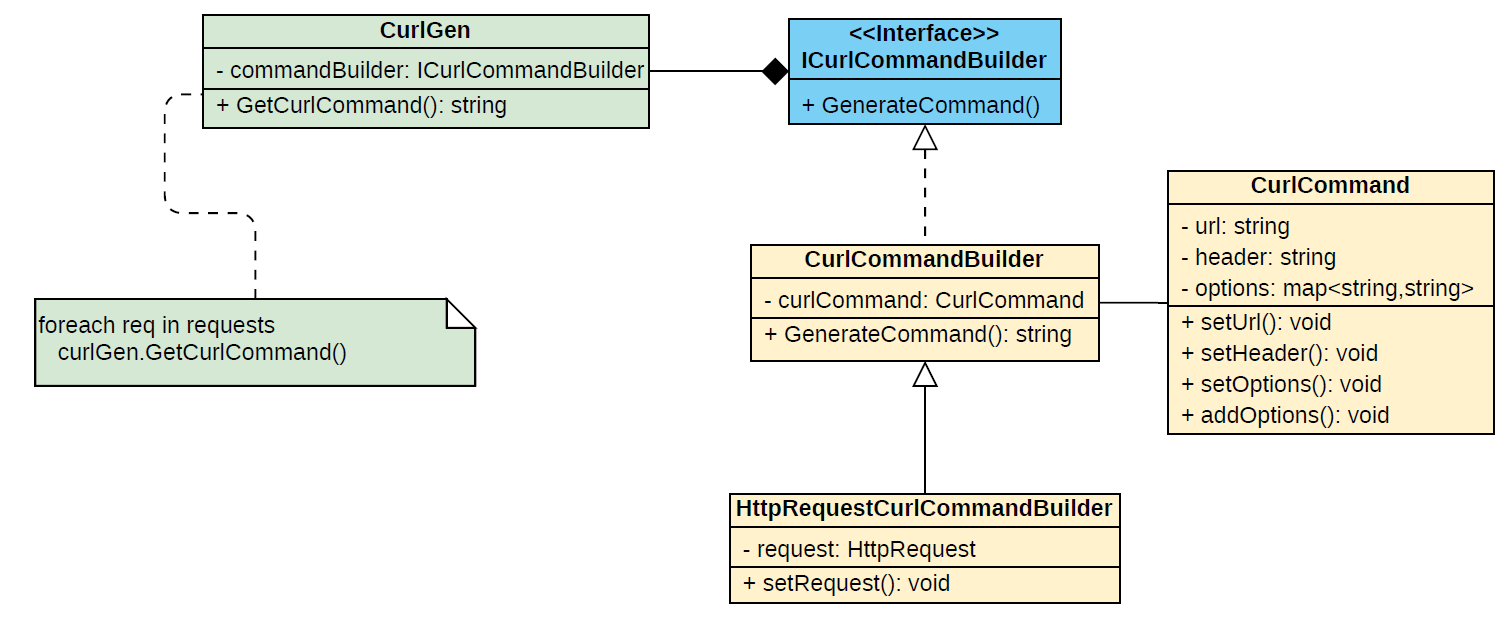 CurlGen
- commandBuilder: ICurlCommandBuilder
+ GetCurlCommand(): string
<<Interface>>
ICurlCommandBuilder
+ GenerateCommand()
CurlCommand
- url: string
- header: string
- options: map<string,string>
+ setUrl(): void
+ setHeader(): void
+ setOptions(): void
+ addOptions(): void
CurlCommandBuilder
- curlCommand: CurlCommand
+ GenerateCommand(): string
foreach req in requests
curlGen.GetCurlCommand()
HttpRequestCurlCommandBuilder
- request: HttpRequest
+ setRequest(): void